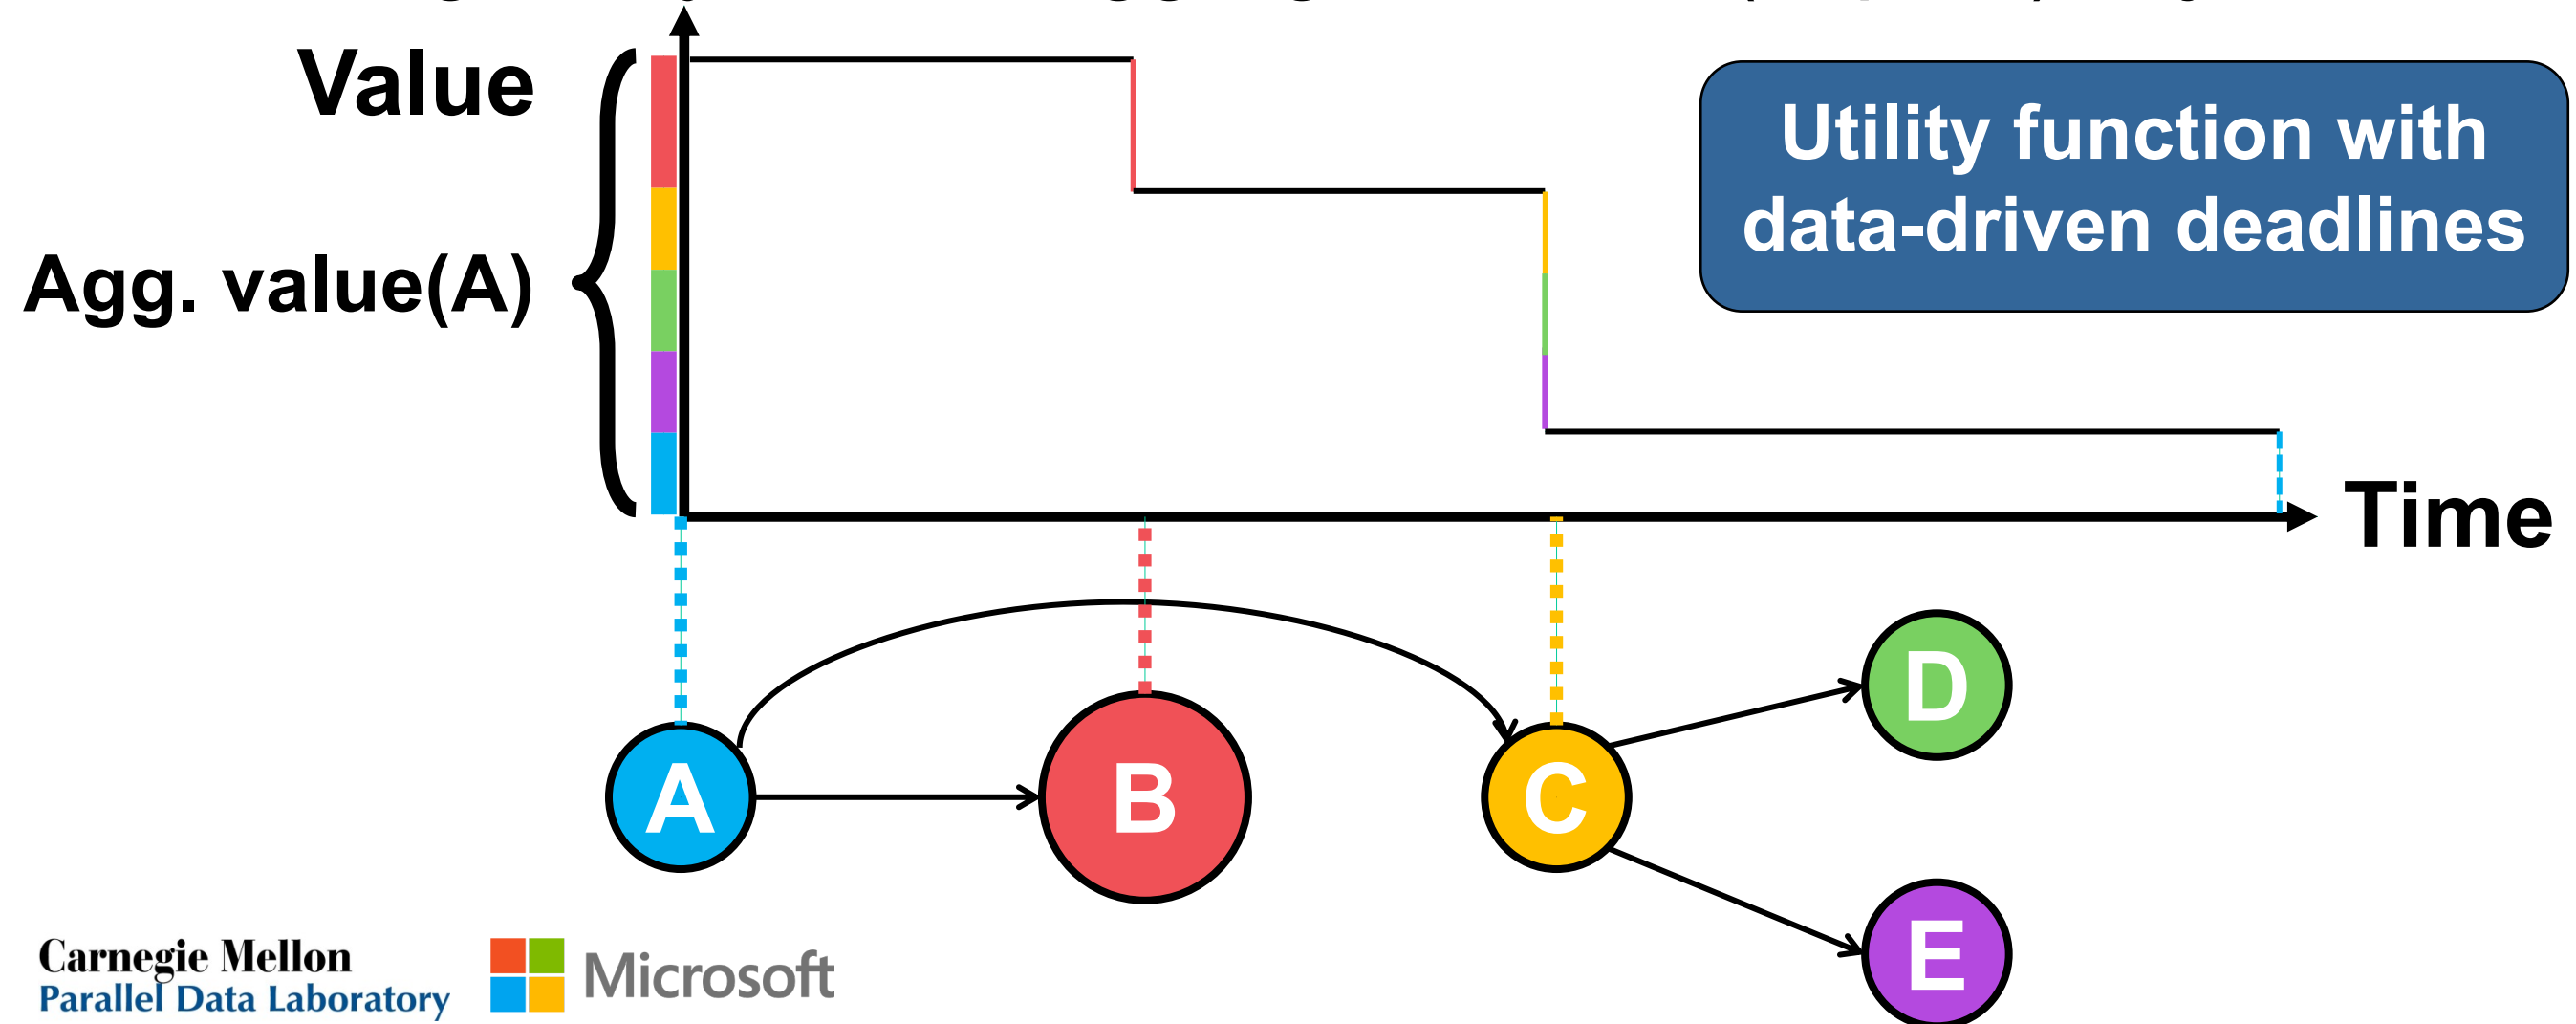 Value
Utility function with
data-driven deadlines
Agg. value(A)
Time
A
B
C
D
E
Carnegie Mellon
Parallel Data Laboratory
Microsoft